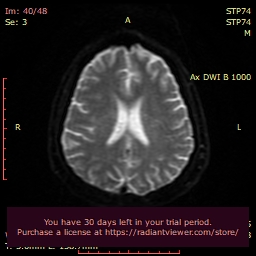 Im: 40/48
Se: 3
A
STP74
STP74
M
Ax DWI B 1000
R
L
You have 30 days left in your trial period.
Purchase a license at https://radiantviewer.com/store/